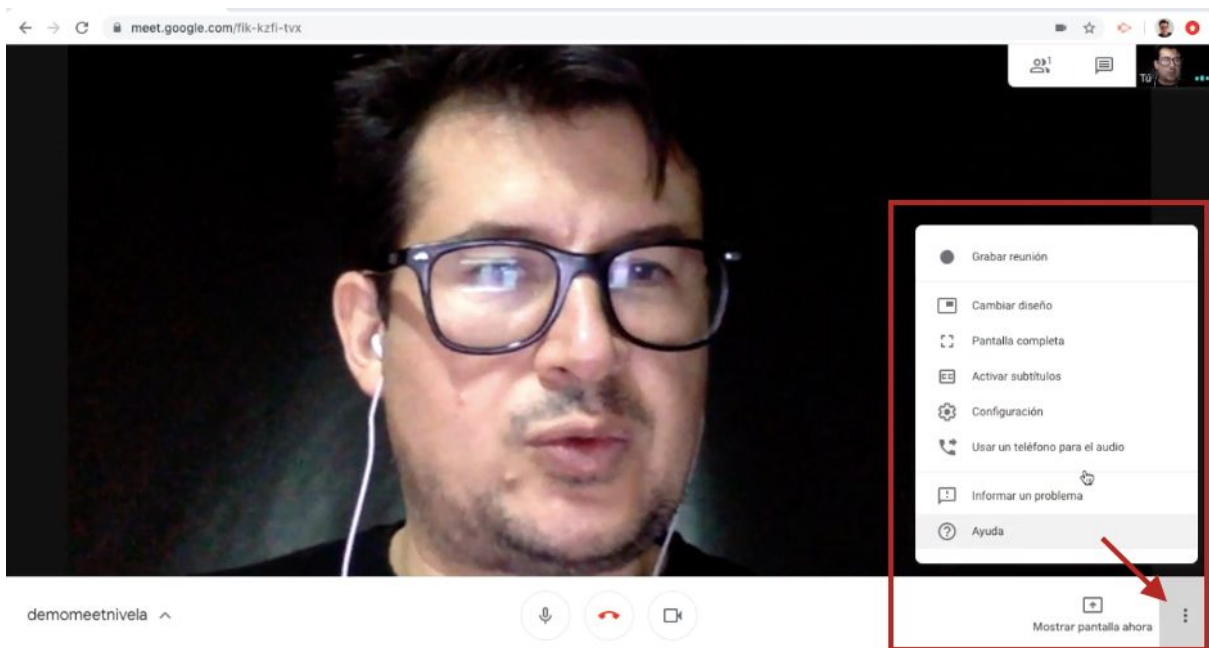 meet.google.com/fik-kzfi-tvx
1
Tú
Grabar reunión
Cambiar diseño
Pantalla completa
Activar subtítulos
Configuración
Usar un teléfono para el audio
Informar un problema
Ayuda
demomeetnivela
Mostrar pantalla ahora